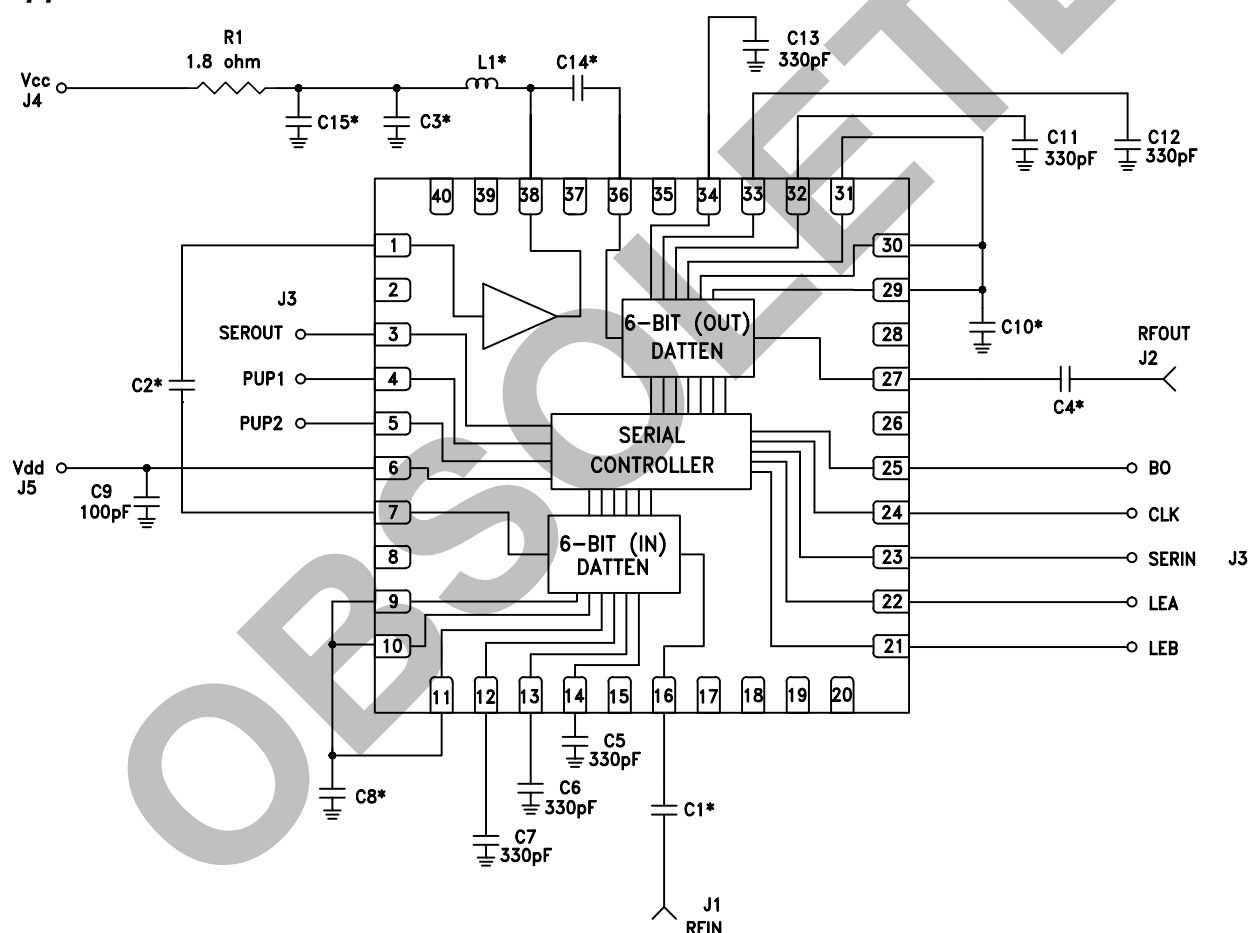 R1
1.8 ohm
Vcc
J4
L1*
C14*
C15*
C3*
C13
330pF
C11
330pF
C12
330pF
40
39
38
37
36
35
34
33
32
31
1
2
3
4
5
6
7
8
9
10
J3
SEROUT
PUP1
PUP2
C2*
Vdd
J5
C9
100pF
6-BIT (OUT)
DATTEN
SERIAL
CONTROLLER
6-BIT (IN)
DATTEN
30
29
28
27
26
25
24
23
22
21
C10*
RFOUT
J2
C4*
BO
CLK
SERIN
J3
LEA
LEB
11
12
13
14
15
16
17
18
19
20
C8*
C5
330pF
C6
330pF
C7
330pF
C1*
J1
RFIN
OBSOLETE